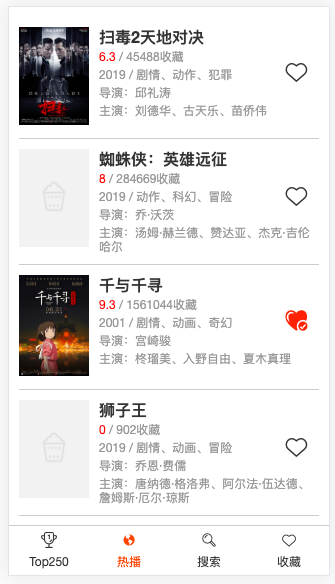 扫毒2天地对决
6.3 / 45488收藏
2019 / 剧情、动作、犯罪
导演：邱礼涛
主演：刘德华、古天乐、苗侨伟
蜘蛛侠：英雄远征
8 / 284669收藏
2019 / 动作、科幻、冒险
导演：乔·沃茨
主演：汤姆·赫兰德、赞达亚、杰克·吉伦
哈尔
千与千寻
千与千寻
9.3 / 1561044收藏
2001 / 剧情、动画、奇幻
导演：宫崎骏
主演：柊瑠美、入野自由、夏木真理
狮子王
0 / 902收藏
2019 / 剧情、动画、冒险
导演：乔恩·费儒
主演：唐纳德·格洛弗、阿尔法·伍达德、
詹姆斯·厄尔·琼斯
Top250
热播
搜索
收藏